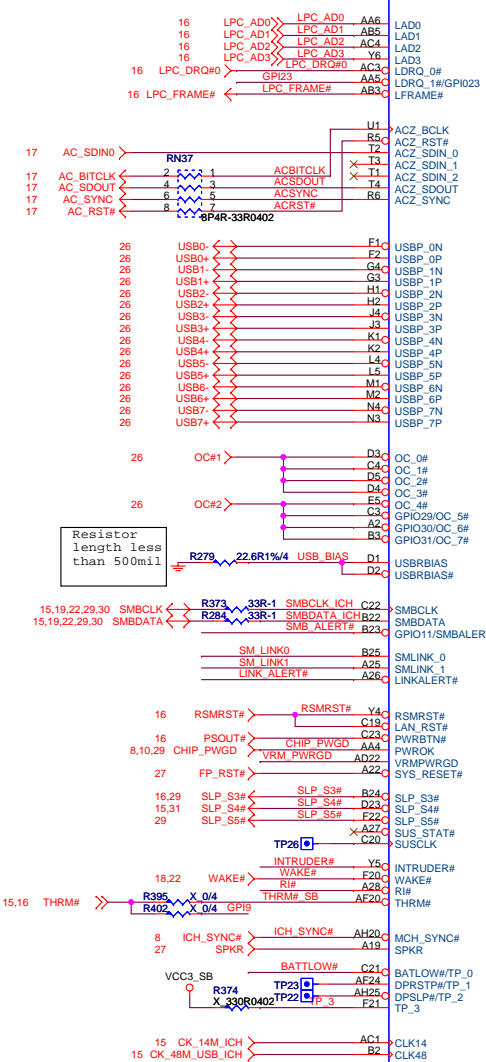 16 LPC_AD0 LPC_AD0 AA6 LAD0
16 LPC_AD1 LPC_AD1 AB5 LAD1
16 LPC_AD2 LPC_AD2 AC4 LAD2
16 LPC_AD3 LPC_AD3 Y6 LAD3
16 LPC_DRQ#0 LPC_DRQ#0 AC3 LDRQ_0#
GPI23 AA5 LDRQ_1#/GPI023
16 LPC_FRAME# LPC_FRAME# AB3 LFRAME#
U1 ACZ_BCLK
R5 ACZ_RST#
17 AC_SDIN0 T2 ACZ_SDIN_0
RN37 T3 ACZ_SDIN_1
17 AC_BITCLK 2 1 ACBITCLK T1 ACZ_SDIN_2
17 AC_SDOUT 4 3 ACSDOUT T4 ACZ_SDOUT
17 AC_SYNC 6 5 ACSYNC R6 ACZ_SYNC
17 AC_RST# 8 7 ACRST#
8P4R-33R0402
26 USB0- F1 USBP_0N
26 USB0+ F2 USBP_0P
26 USB1- G4 USBP_1N
26 USB1+ G3 USBP_1P
26 USB2- H1 USBP_2N
26 USB2+ H2 USBP_2P
26 USB3- J4 USBP_3N
26 USB3+ J3 USBP_3P
26 USB4- K1 USBP_4N
26 USB4+ K2 USBP_4P
26 USB5- L4 USBP_5N
26 USB5+ L5 USBP_5P
26 USB6- M1 USBP_6N
26 USB6+ M2 USBP_6P
26 USB7- N4 USBP_7N
26 USB7+ N3 USBP_7P
26 OC#1 D3 OC_0#
C4 OC_1#
D5 OC_2#
D4 OC_3#
26 OC#2 E5 OC_4#
C3 GPIO29/OC_5#
A2 GPIO30/OC_6#
B3 GPIO31/OC_7#
Resistor
length less
than 500mil
R279 22.6R1%/4 USB_BIAS D1 USBRBIAS
D2 USBRBIAS#
15,19,22,29,30 SMBCLK R373 33R-1 SMBCLK_ICH C22 SMBCLK
15,19,22,29,30 SMBDATA R284 33R-1 SMBDATA_ICH B22 SMBDATA
SMB_ALERT# B23 GPIO11/SMBALER
SM_LINK0 B25 SMLINK_0
SM_LINK1 A25 SMLINK_1
LINK_ALERT# A26 LINKALERT#
16 RSMRST# RSMRST# Y4 RSMRST#
C19 LAN_RST#
16 PSOUT# C23 PWRBTN#
8,10,29 CHIP_PWGD CHIP_PWGD AA4 PWROK
VRM_PWRGD AD22 VRMPWRGD
27 FP_RST# A22 SYS_RESET#
16,29 SLP_S3# SLP_S3# B24 SLP_S3#
15,31 SLP_S4# SLP_S4# D23 SLP_S4#
29 SLP_S5# SLP_S5# F22 SLP_S5#
A27 SUS_STAT#
TP26 C20 SUSCLK
INTRUDER# Y5 INTRUDER#
18,22 WAKE# WAKE# F20 WAKE#
RI# A28 RI#
15,16 THRM# R395 X_0/4 THRM#_SB AF20 THRM#
R402 X_0/4 GPI9
8 ICH_SYNC# ICH_SYNC# AH20 MCH_SYNC#
27 SPKR A19 SPKR
VCC3_SB BATTLOW# C21 BATLOW#/TP_0
TP23 AF24 DPRSTP#/TP_1
R374 TP22 AH25 DPSLP#/TP_2
X_330R0402 TP_3 F21 TP_3
15 CK_14M_ICH AC1 CLK14
15 CK_48M_USB_ICH B2 CLK48